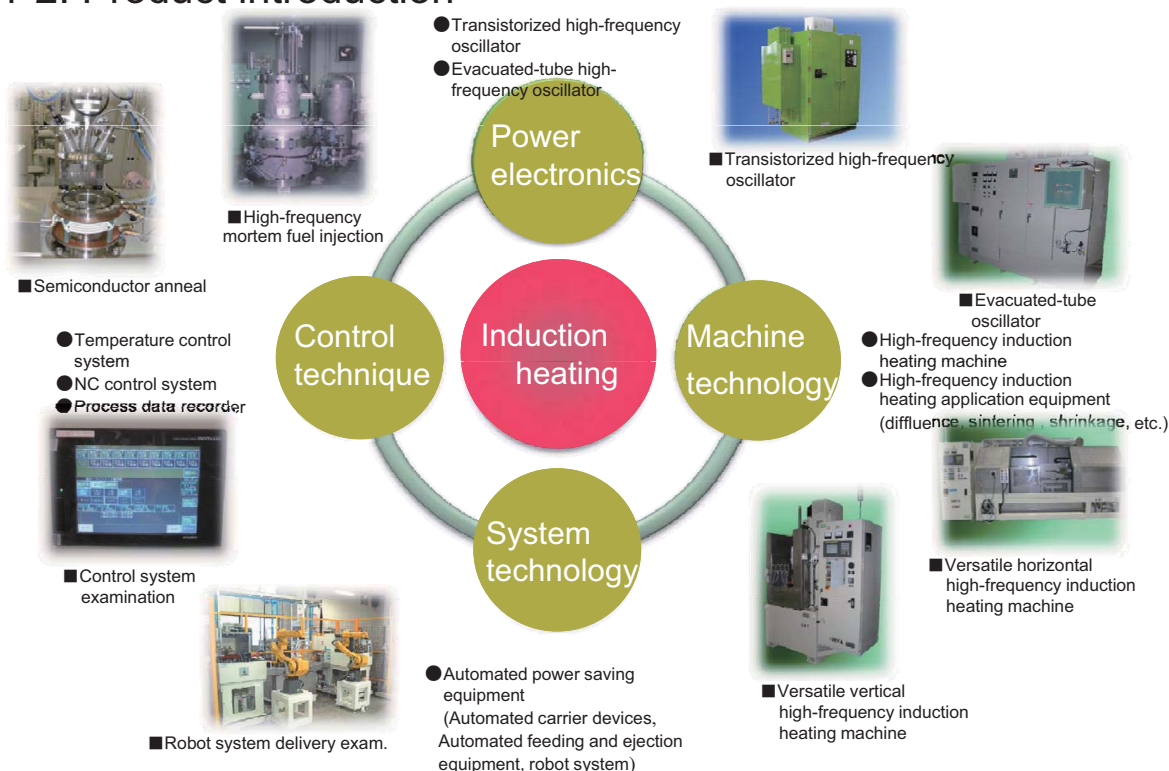 Product Introduction
●Transistorized high-frequency
oscillator
●Evacuated-tube high-
frequency oscillator
Power
electronics
■Transistorized high-frequency
oscillator
■High-frequency
mortem fuel injection
■Semiconductor anneal
■Evacuated-tube
oscillator
Control
technique
Induction
heating
Machine
technology
●Temperature control
system
●NC control system
●Process data recorder
●High-frequency induction
heating machine
●High-frequency induction
heating application equipment
(diffluence, sintering , shrinkage, etc.)
System
technology
■Control system
examination
■Versatile horizontal
high-frequency induction
heating machine
■Versatile vertical
high-frequency induction
heating machine
■Robot system delivery exam.
●Automated power saving
equipment
(Automated carrier devices,
Automated feeding and ejection
equipment, robot system)